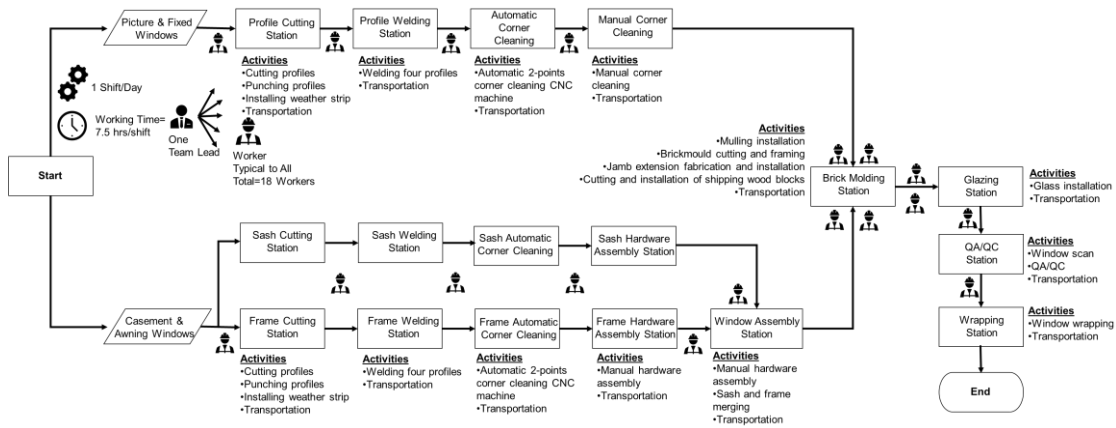 Picture & Fixed
Windows
Profile Cutting
Station
Profile Welding
Station
Automatic
Corner
Cleaning
Manual Corner
Cleaning
Activities
•Cutting profiles
•Punching profiles
•Installing weather strip
•Transportation
Activities
•Welding four profiles
•Transportation
Activities
•Automatic 2-points
corner cleaning CNC
machine
•Transportation
Activities
•Manual corner
cleaning
•Transportation
1 Shift/Day
Working Time=
7.5 hrs/shift
One
Team Lead
Worker
Typical to All
Total=18 Workers
Start
Activities
•Mulling installation
•Brickmould cutting and framing
•Jamb extension fabrication and installation
•Cutting and installation of shipping wood blocks
•Transportation
Brick Molding
Station
Glazing
Station
Activities
•Glass installation
•Transportation
Sash Cutting
Station
Sash Welding
Station
Sash Automatic
Corner Cleaning
Sash Hardware
Assembly Station
QA/QC
Station
Activities
•Window scan
•QA/QC
•Transportation
Casement &
Awning Windows
Frame Cutting
Station
Frame Welding
Station
Frame Automatic
Corner Cleaning
Frame Hardware
Assembly Station
Window Assembly
Station
Wrapping
Station
Activities
•Window wrapping
•Transportation
Activities
•Cutting profiles
•Punching profiles
•Installing weather strip
•Transportation
Activities
•Welding four profiles
•Transportation
Activities
•Automatic 2-points
corner cleaning CNC
machine
•Transportation
Activities
•Manual hardware
assembly
•Transportation
Activities
•Manual hardware
assembly
•Sash and frame
merging
•Transportation
End